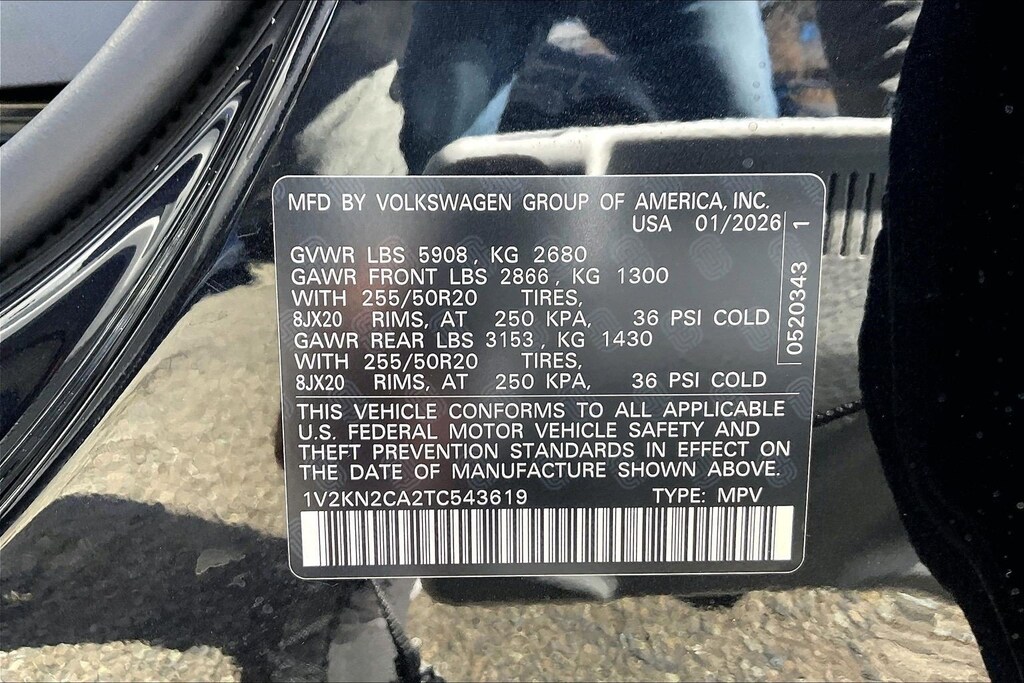 MFD BY VOLKSWAGEN GROUP OF AMERICA, INC.
USA 01/2026
GVWR LBS 5908, KG 2680
GAWR FRONT LBS 2866, KG 1300
WITH 255/50R20 TIRES,
8JX20 RIMS, AT 250 KPA, 36 PSI COLD
GAWR REAR LBS 3153, KG 1430
WITH 255/50R20 TIRES,
8JX20 RIMS, AT 250 KPA, 36 PSI COLD
0520343 1
THIS VEHICLE CONFORMS TO ALL APPLICABLE
U.S. FEDERAL MOTOR VEHICLE SAFETY AND
THEFT PREVENTION STANDARDS IN EFFECT ON
THE DATE OF MANUFACTURE SHOWN ABOVE.
1V2KN2CA2TC543619 TYPE: MPV